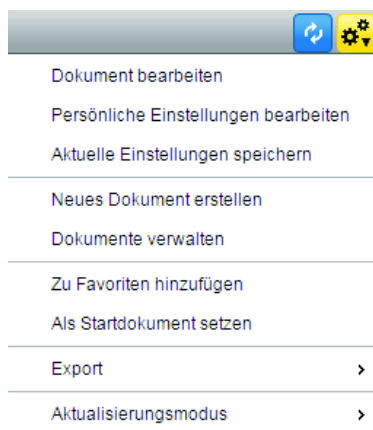 Dokument bearbeiten
Persönliche Einstellungen bearbeiten
Aktuelle Einstellungen speichern
Neues Dokument erstellen
Dokumente verwalten
Zu Favoriten hinzufügen
Als Startdokument setzen
Export
Aktualisierungsmodus